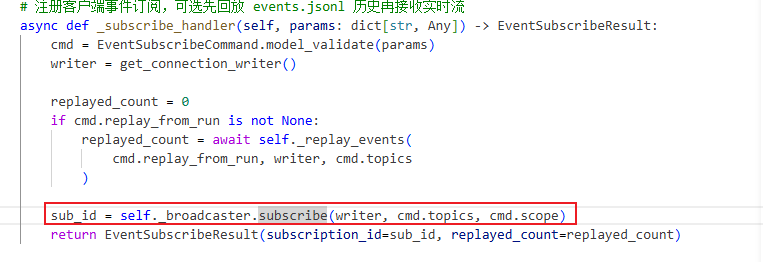 # 注册客户端事件订阅，可选先回放 events.jsonl 历史再接收实时流
async def _subscribe_handler(self, params: dict[str, Any]) -> EventSubscribeResult:
    cmd = EventSubscribeCommand.model_validate(params)
    writer = get_connection_writer()
    replayed_count = 0
    if cmd.replay_from_run is not None:
        replayed_count = await self._replay_events(
            cmd.replay_from_run, writer, cmd.topics
        )
    sub_id = self._broadcaster.subscribe(writer, cmd.topics, cmd.scope)
    return EventSubscribeResult(subscription_id=sub_id, replayed_count=replayed_count)